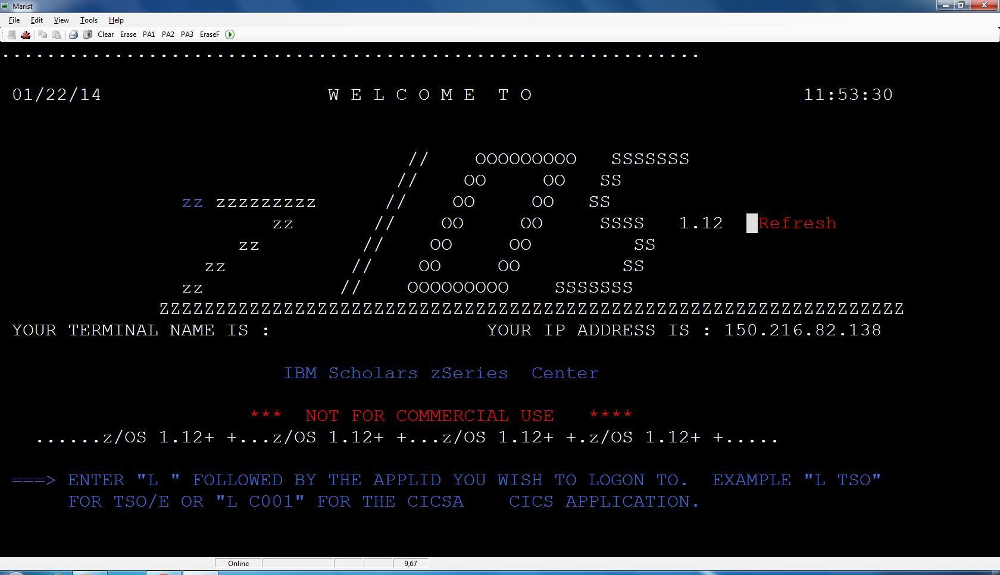 Marist
File Edit View Tools Help
Clear Erase PA1 PA2 PA3 EraseF
..............................................................
01/22/14 W E L C O M E T O 11:53:30
// OOOOOOOOO SSSSSSS
// OO OO SS
zz zzzzzzzzz // OO OO SS
zz // OO OO SSSS 1.12 Refresh
zz // OO OO SS
zz // OO OO SS
zz // OOOOOOOOO SSSSSSS
ZZZZZZZZZZZZZZZZZZZZZZZZZZZZZZZZZZZZZZZZZZZZZZZZZZZZZZZZZZZZZZZZZZ
YOUR TERMINAL NAME IS : YOUR IP ADDRESS IS : 150.216.82.138
IBM Scholars zSeries Center
*** NOT FOR COMMERCIAL USE ****
......z/OS 1.12+ +...z/OS 1.12+ +...z/OS 1.12+ +.z/OS 1.12+ +.....
===> ENTER "L " FOLLOWED BY THE APPLID YOU WISH TO LOGON TO. EXAMPLE "L TSO"
FOR TSO/E OR "L C001" FOR THE CICSA CICS APPLICATION.
Online 9,67